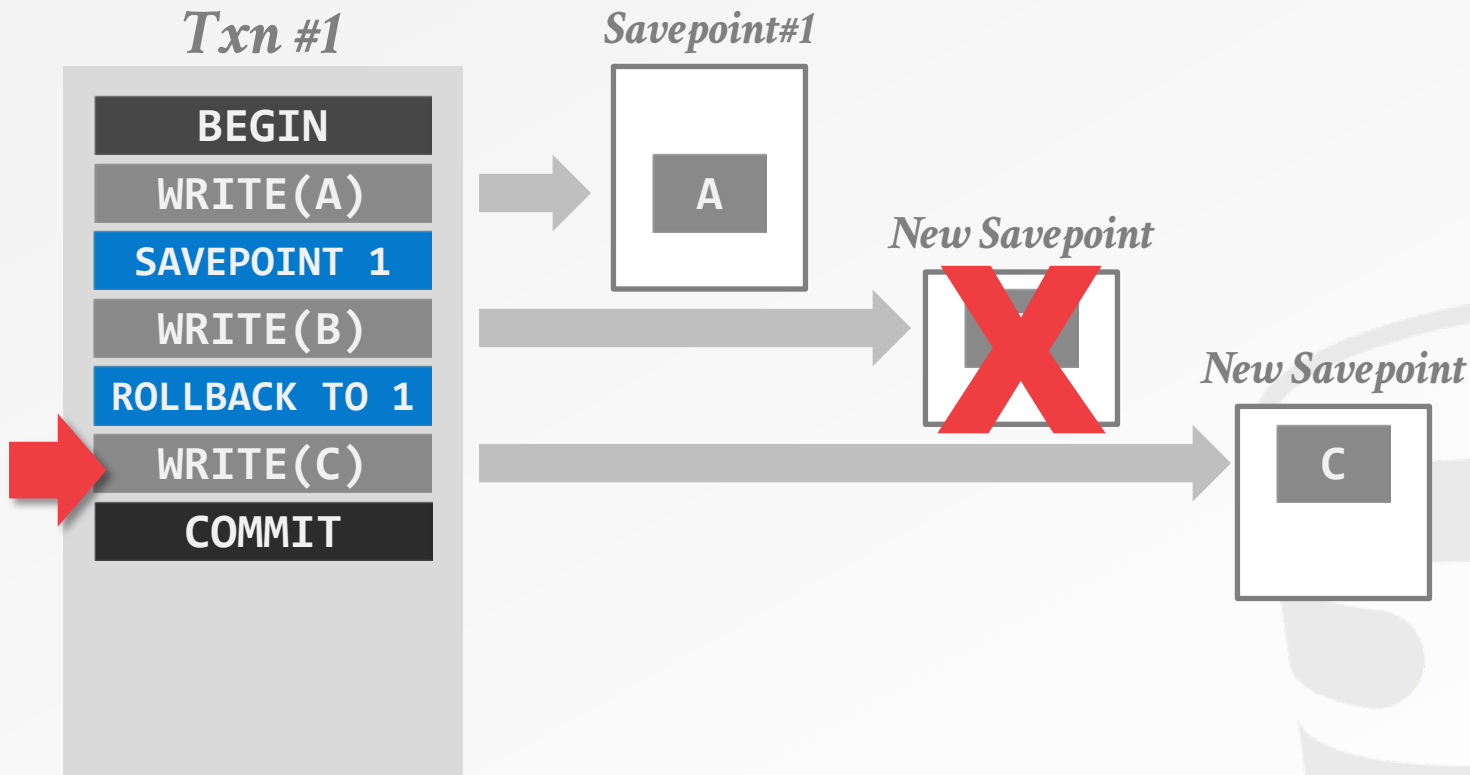 Txn #1
BEGIN
WRITE(A)
SAVEPOINT 1
WRITE(B)
ROLLBACK TO 1
WRITE(C)
COMMIT
Savepoint#1
A
New Savepoint
New Savepoint
C